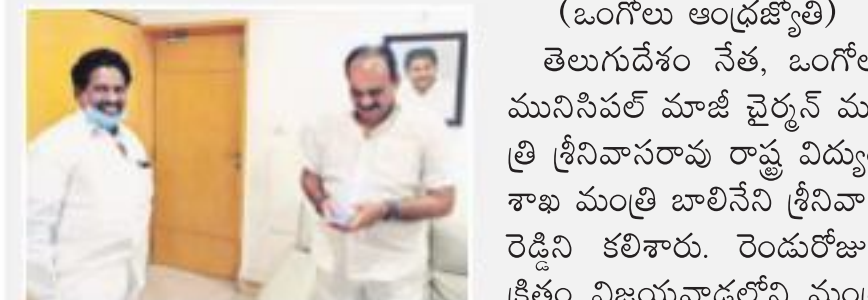 (ఒంగోలు ఆంధ్రజ్యోతి)
తెలుగుదేశం నేత, ఒంగోల
మునిసిపల్ మాజీ చైర్మన్ మ
త్రి శ్రీనివాసరావు రాష్ట్ర విద్యు
శాఖ మంత్రి బాలినేని శ్రీనివా
రెడ్డిని కలిశారు. రెండురోజు
క్రితం విజయవాడలోని మం